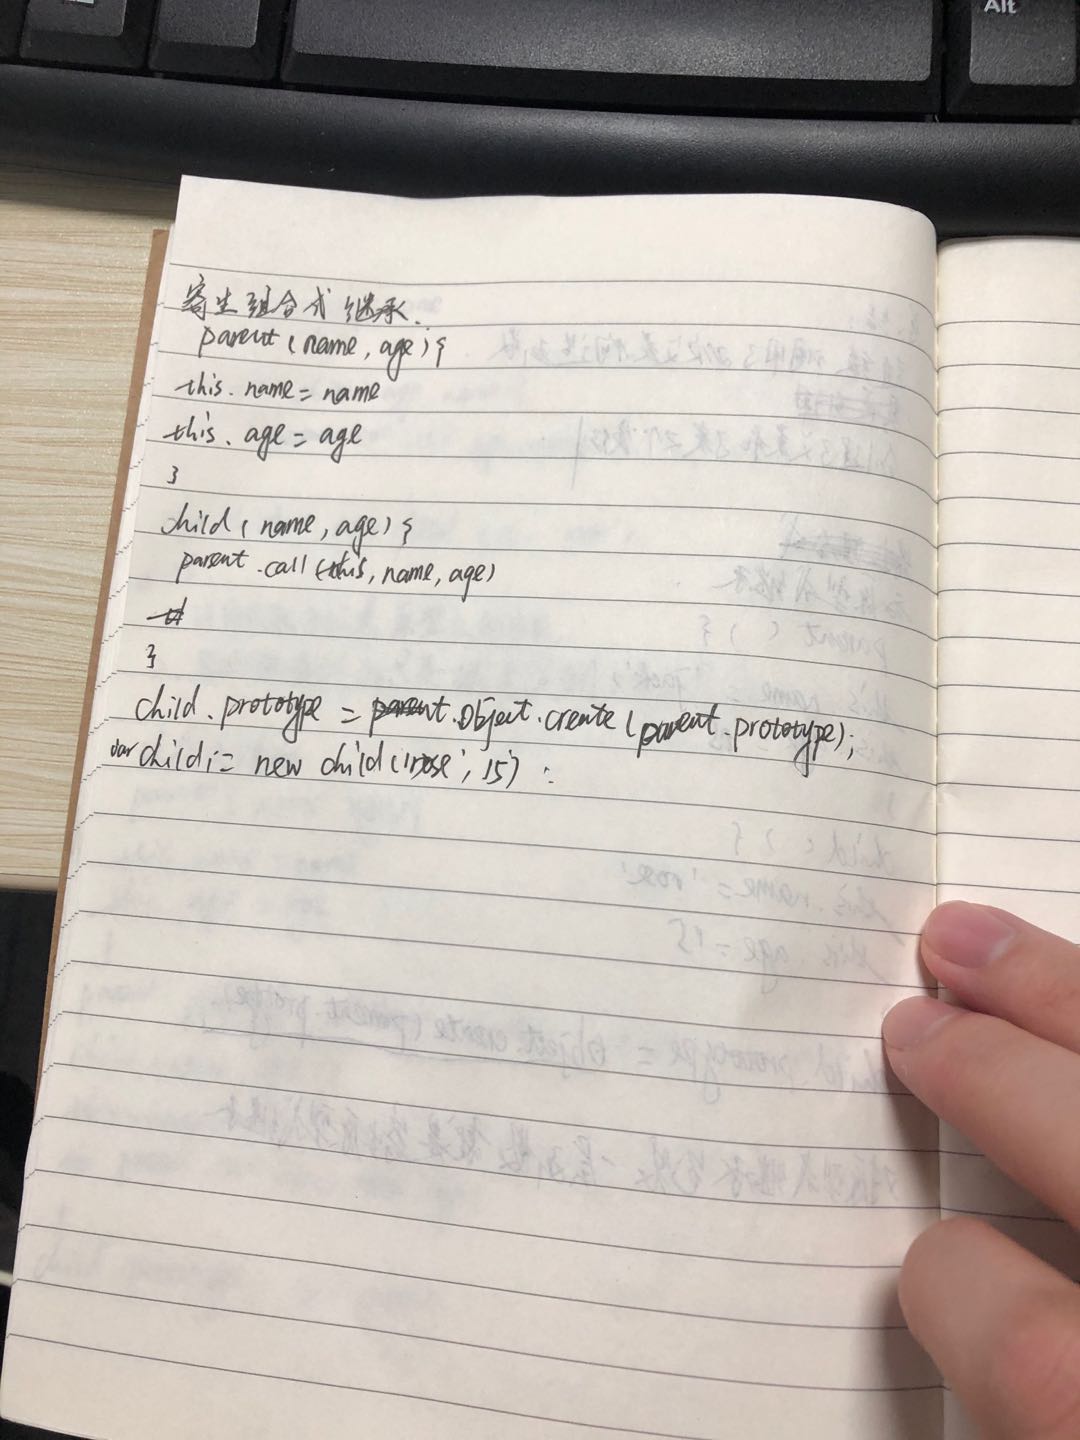 Alt
寄生组合式继承.
parent(name, age){
this. name = name
this. age = age
}
child(name, age){
parent.call(this, name, age)
}
child. prototype = Object.create(parent.prototype);
var child1 = new child('rose', 15) ;